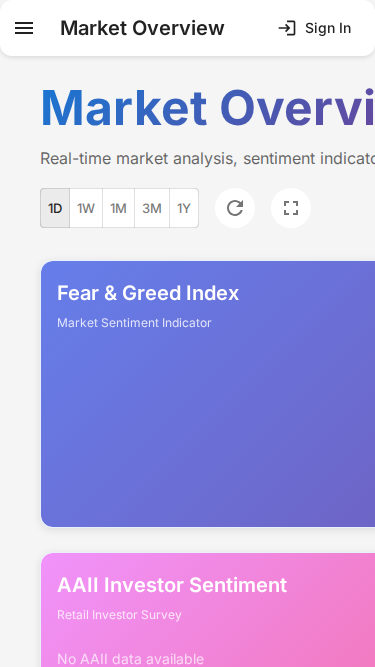 Market Overview
Sign In
Market Overvi
Real-time market analysis, sentiment indicat
1D
1W
1M
3M
1Y
Fear & Greed Index
Market Sentiment Indicator
AAII Investor Sentiment
Retail Investor Survey
No AAII data available